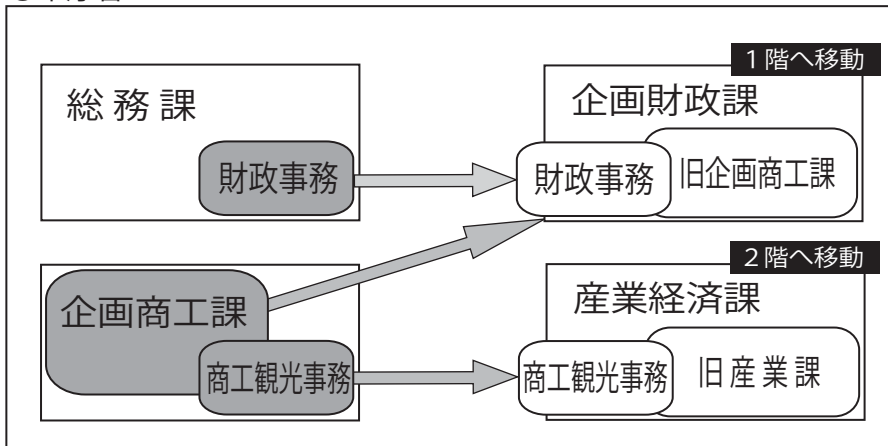 総務課
財政事務
1階へ移動
企画財政課
財政事務
旧企画商工課
企画商工課
商工観光事務
2階へ移動
産業経済課
商工観光事務
旧産業課